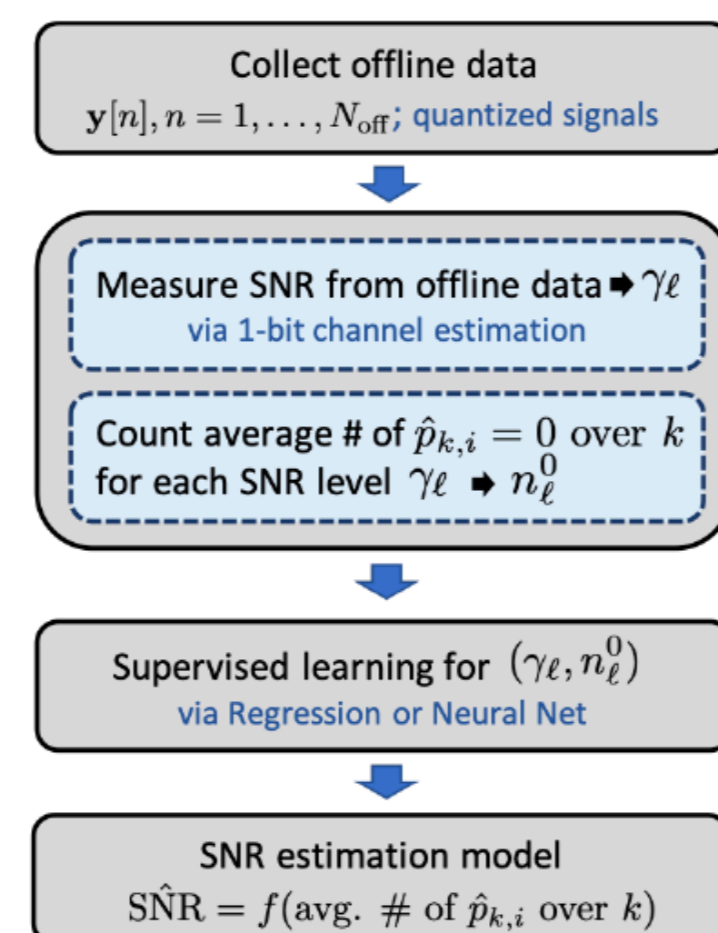 Collect offline data
y[n], n = 1, . . . , N_off; quantized signals
Measure SNR from offline data ➡ γ_ℓ
via 1-bit channel estimation
Count average # of p̂_{k,i} = 0 over k
for each SNR level γ_ℓ ➡ n_ℓ^0
Supervised learning for (γ_ℓ, n_ℓ^0)
via Regression or Neural Net
SNR estimation model
SN̂R = f(avg. # of p̂_{k,i} over k)